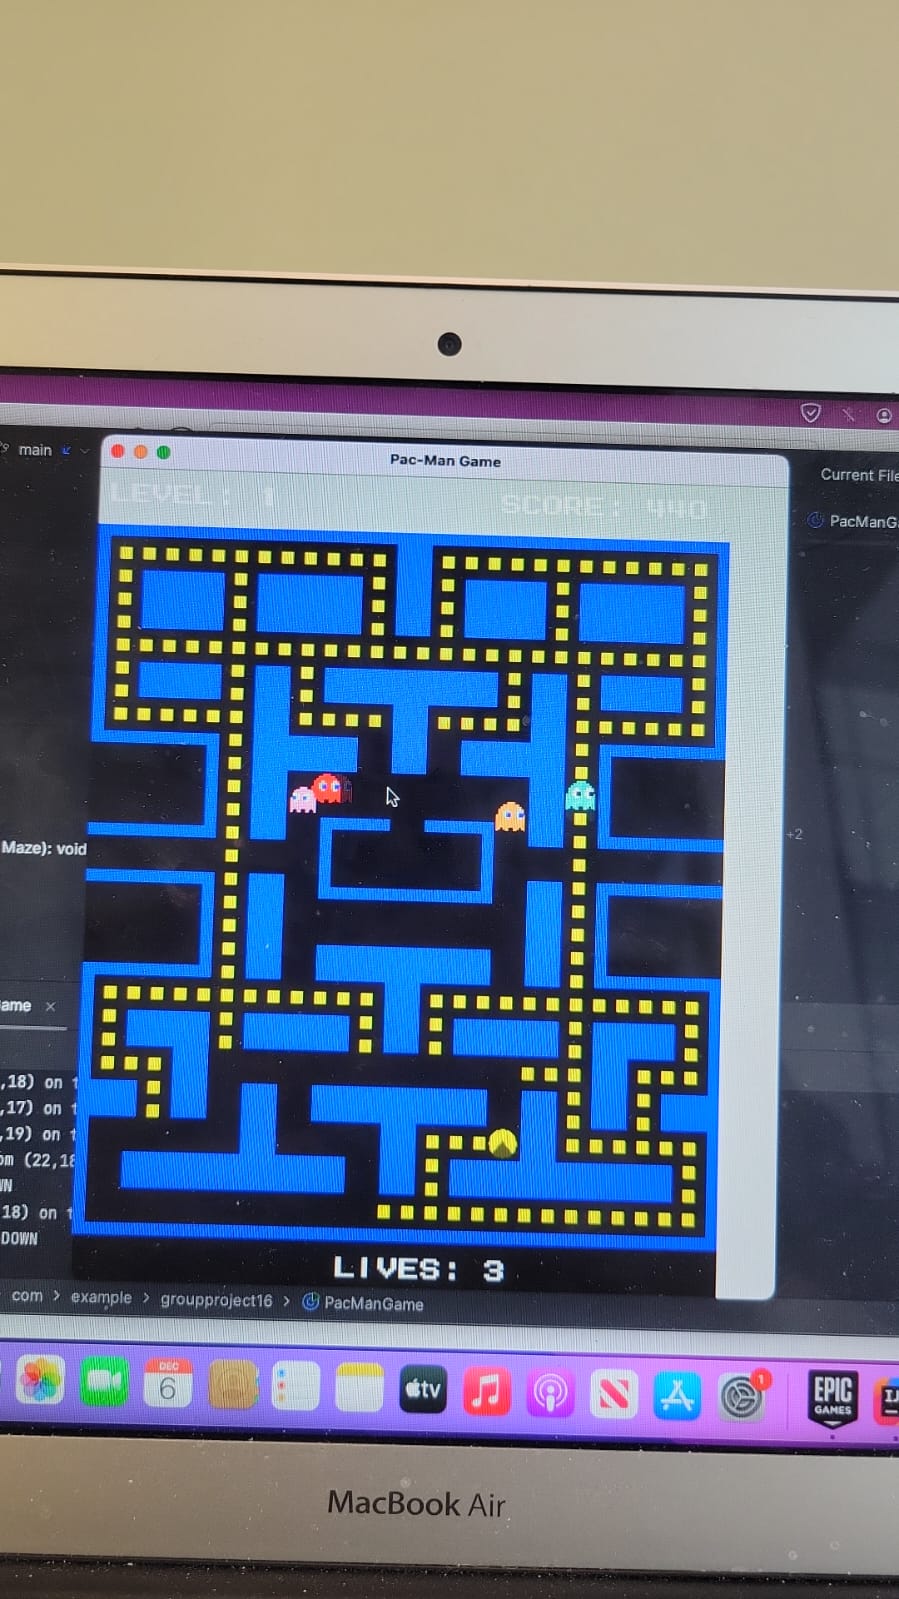 main
Pac-Man Game
Current File
LEVEL: 1
SCORE: 440
PacManG
+2
Maze): void
ame ×
,18) on t
,17) on t
,19) on t
om (22,18
WN
18) on t
DOWN
LIVES: 3
com > example > groupproject16 > PacManGame
DEC
6
tv
1
EPIC
GAMES
IJ
MacBook Air